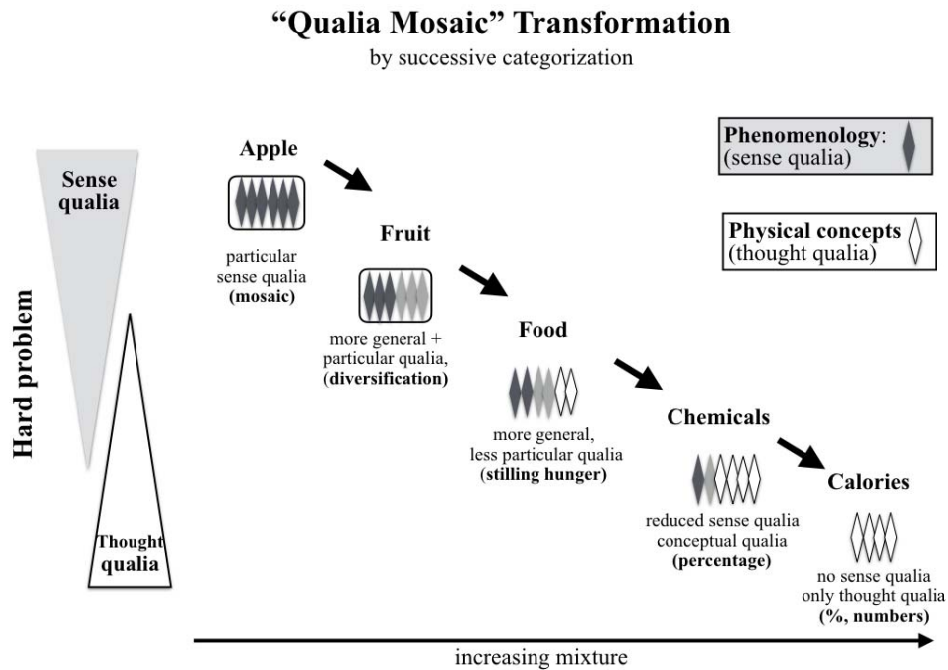 “Qualia Mosaic” Transformation
by successive categorization
Sense
qualia
Thought
qualia
Hard problem
Apple
particular
sense qualia
(mosaic)
Fruit
more general +
particular qualia,
(diversification)
Food
more general,
less particular qualia
(stilling hunger)
Chemicals
reduced sense qualia
conceptual qualia
(percentage)
Calories
no sense qualia
only thought qualia
(%, numbers)
Phenomenology:
(sense qualia)
Physical concepts
(thought qualia)
increasing mixture